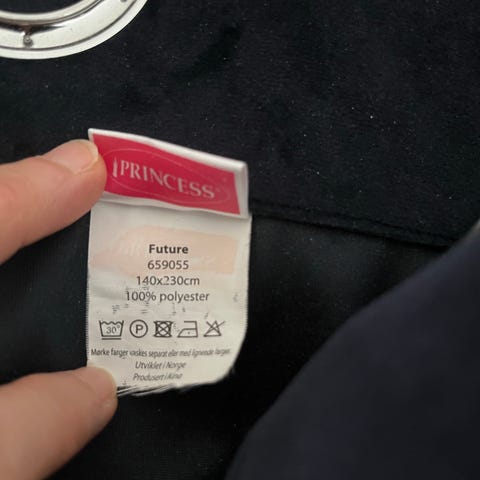 PRINCESS
Future
659055
140x230cm
100% polyester
30° P
Mørke farger vaskes separat eller med lignende farger.
Utviklet i Norge
Produsert i Kina